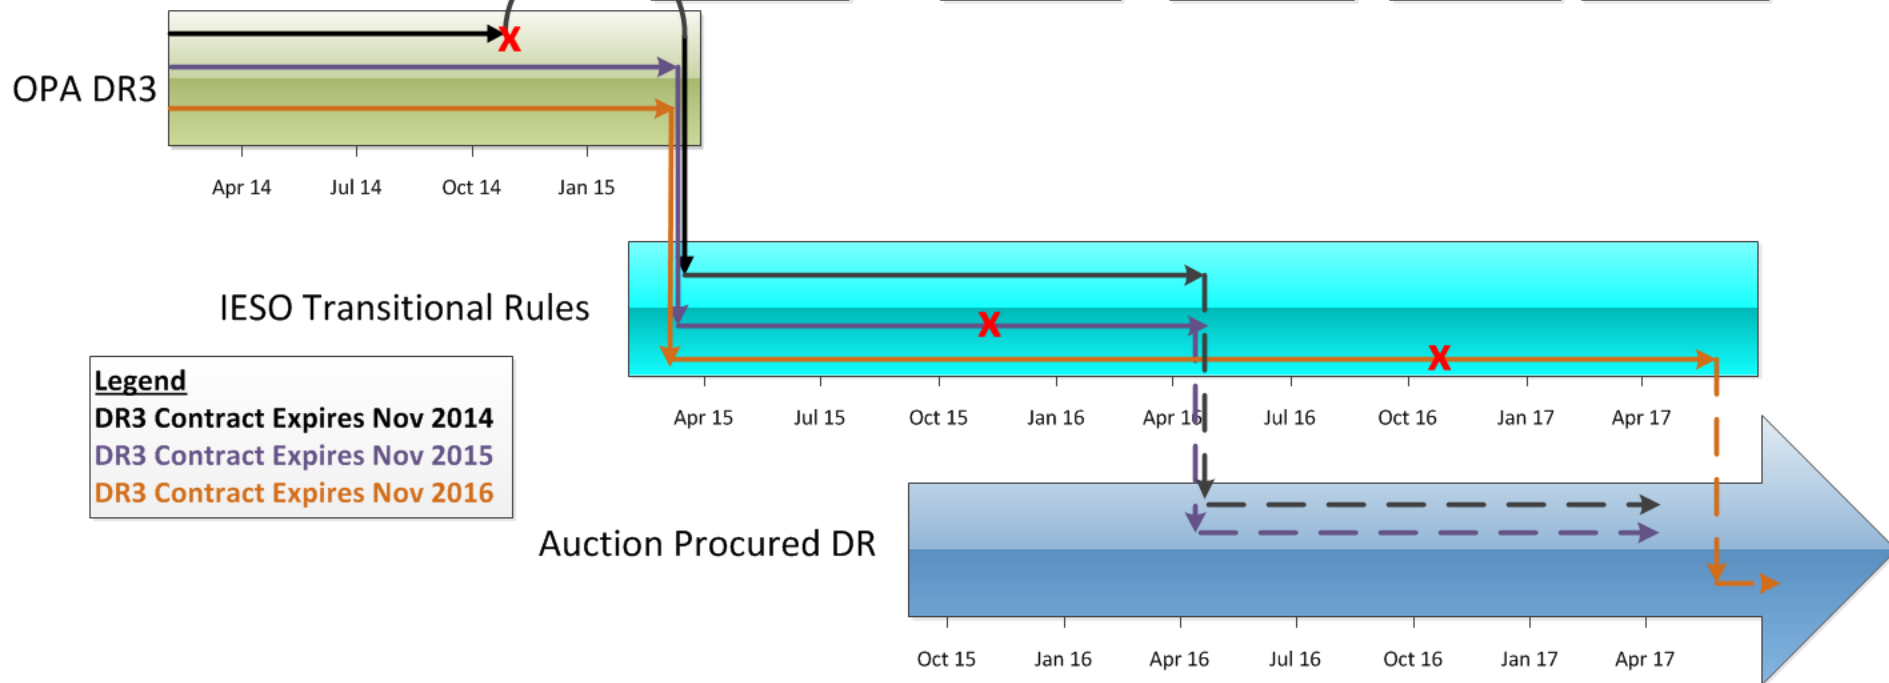 X
OPA DR3
Apr 14 Jul 14 Oct 14 Jan 15
IESO Transitional Rules
X
X
Apr 15 Jul 15 Oct 15 Jan 16 Apr 16 Jul 16 Oct 16 Jan 17 Apr 17
Legend
DR3 Contract Expires Nov 2014
DR3 Contract Expires Nov 2015
DR3 Contract Expires Nov 2016
Auction Procured DR
Oct 15 Jan 16 Apr 16 Jul 16 Oct 16 Jan 17 Apr 17